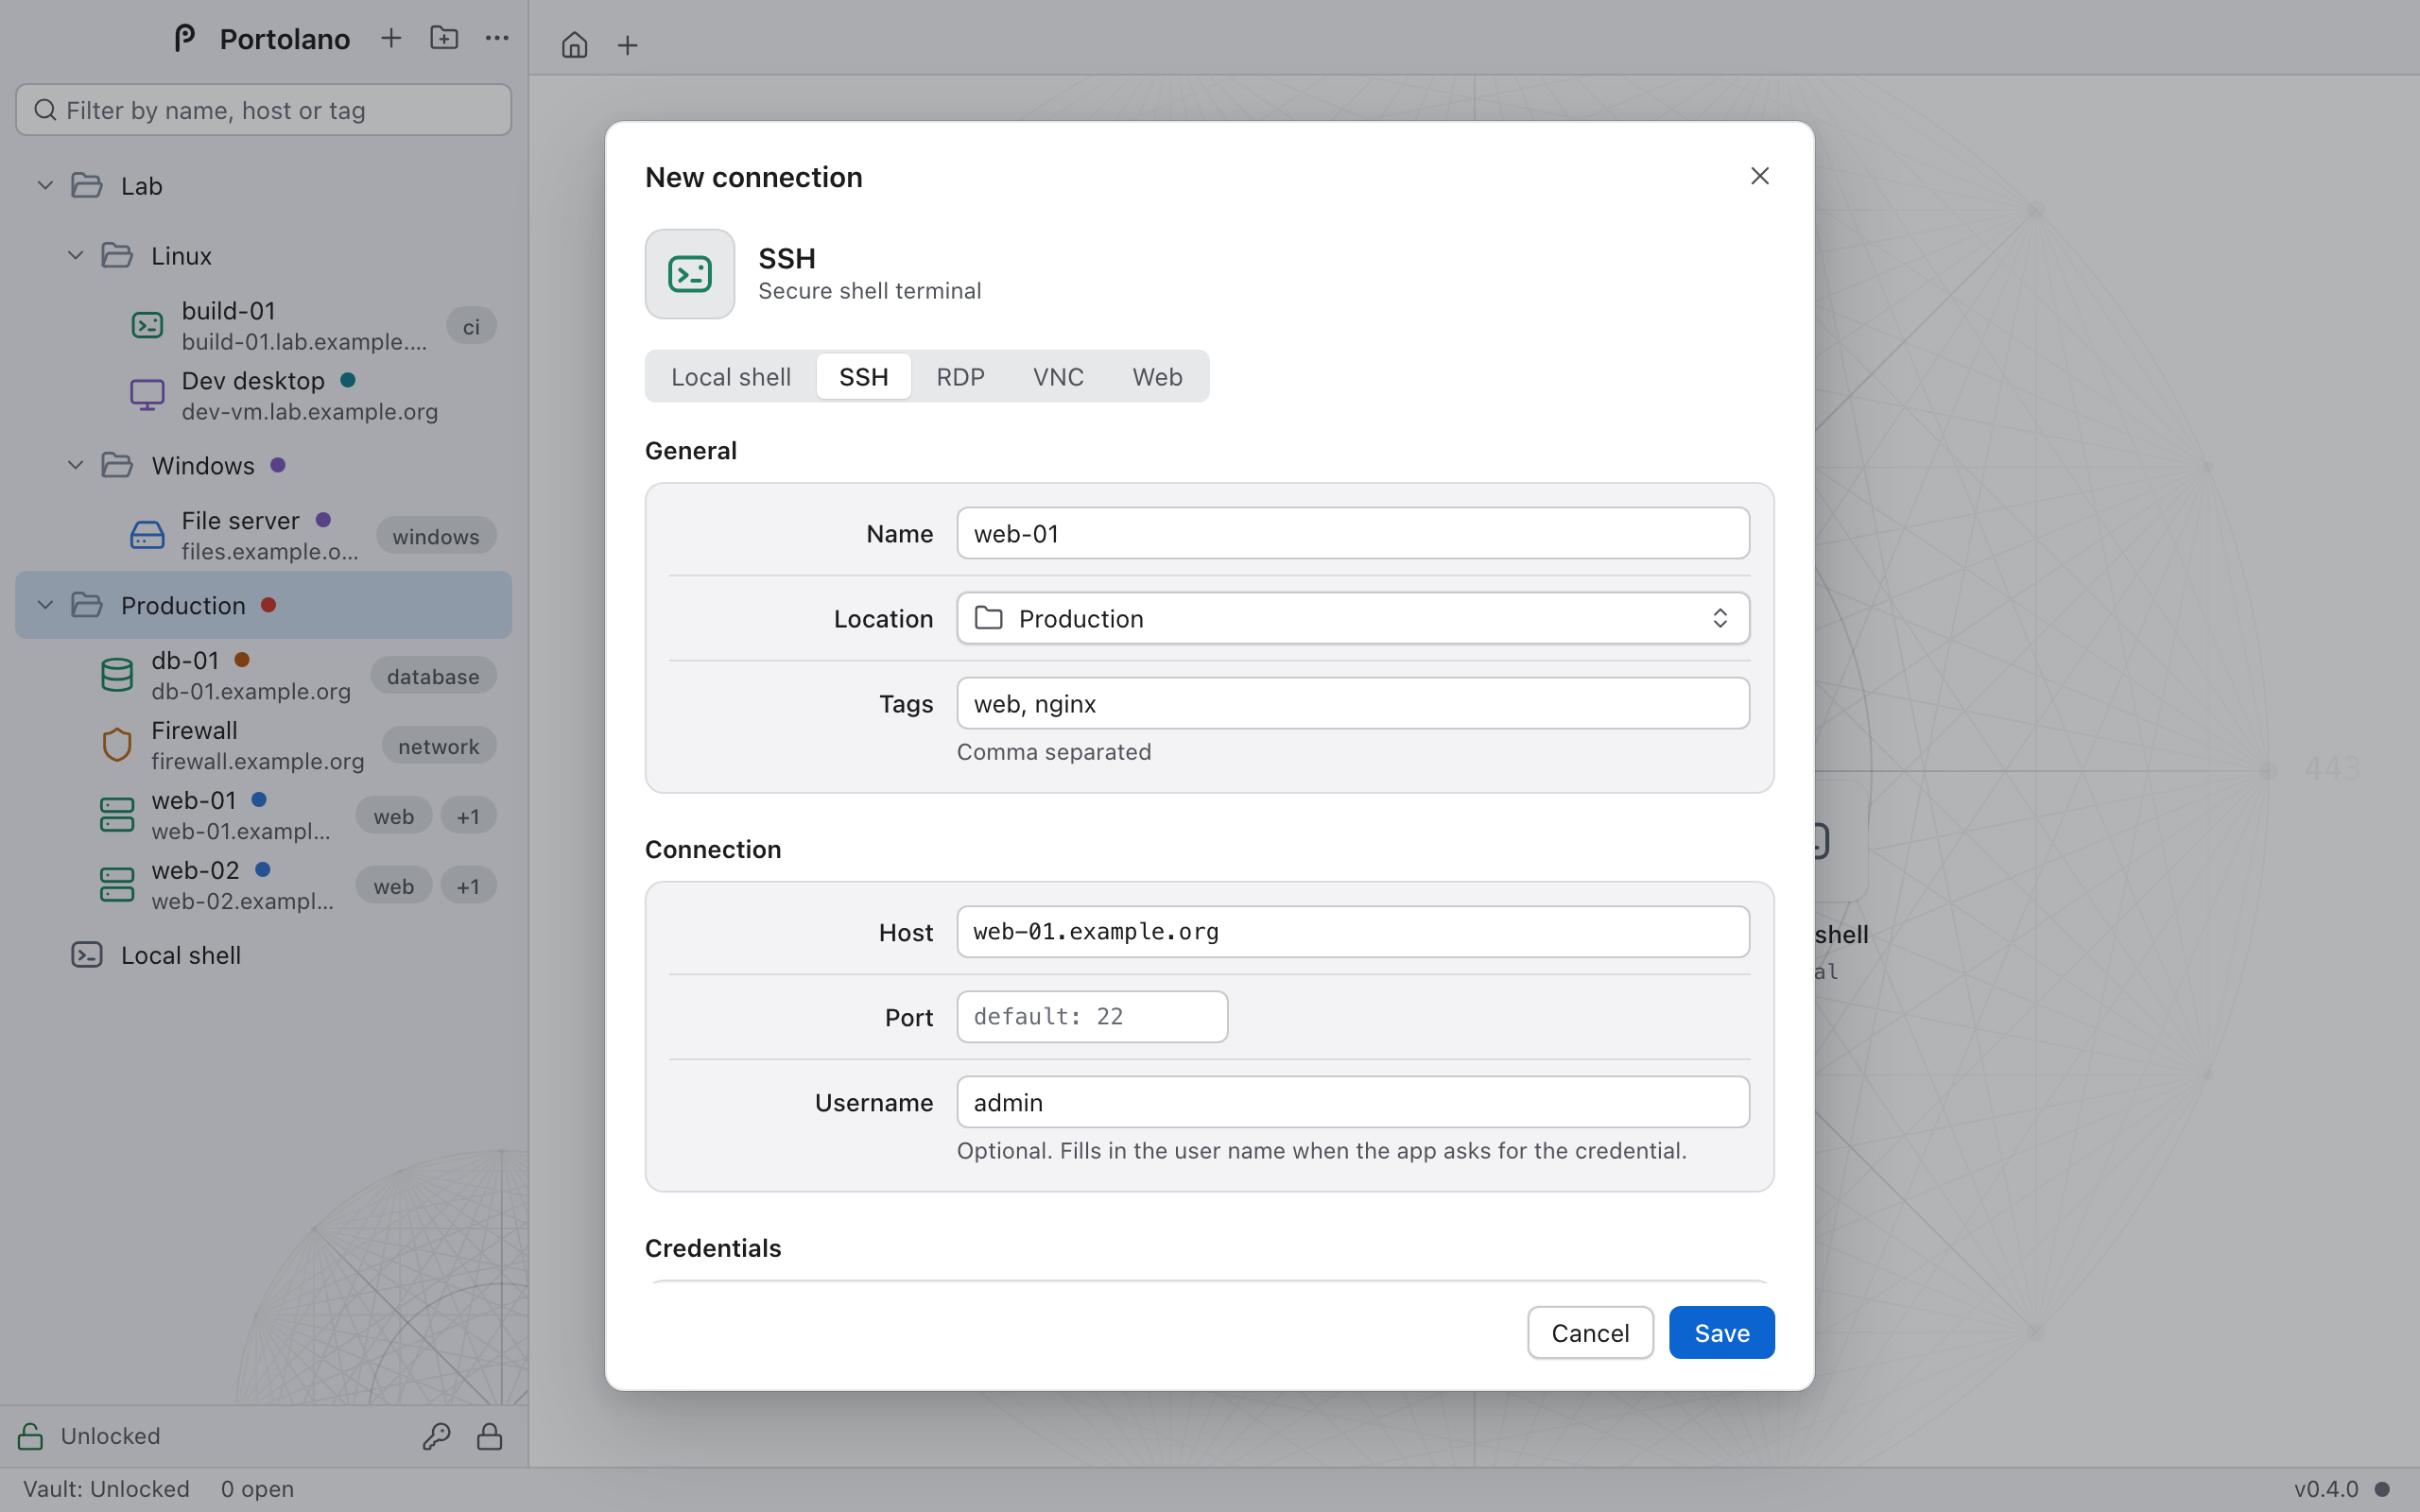 Portolano
Filter by name, host or tag
Lab
Linux
build-01
build-01.lab.example....
ci
Dev desktop
dev-vm.lab.example.org
Windows
File server
files.example.o...
windows
Production
db-01
db-01.example.org
database
Firewall
firewall.example.org
network
web-01
web-01.exampl...
web +1
web-02
web-02.exampl...
web +1
Local shell
Unlocked
Vault: Unlocked 0 open
New connection
SSH
Secure shell terminal
Local shell SSH RDP VNC Web
General
Name web-01
Location Production
Tags web, nginx
Comma separated
Connection
Host web-01.example.org
Port default: 22
Username admin
Optional. Fills in the user name when the app asks for the credential.
Credentials
Cancel Save
443
shell
al
v0.4.0